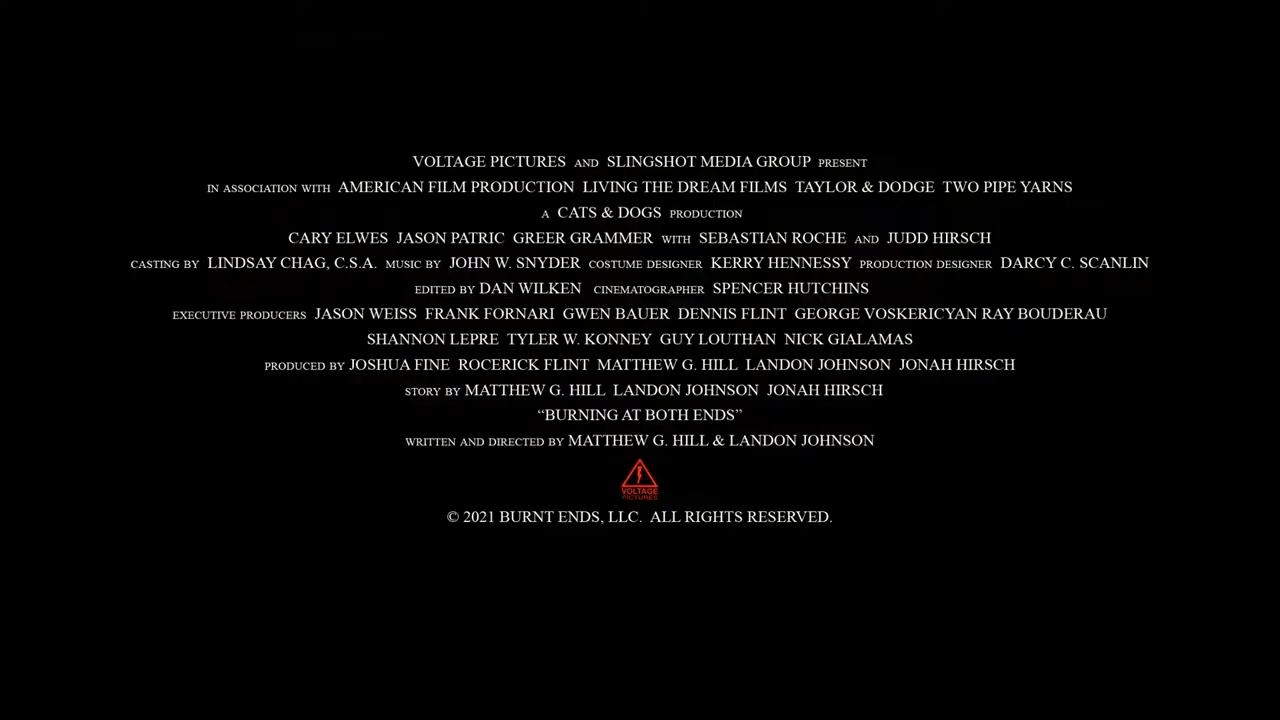 VOLTAGE PICTURES AND SLINGSHOT MEDIA GROUP PRESENT
IN ASSOCIATION WITH AMERICAN FILM PRODUCTION LIVING THE DREAM FILMS TAYLOR & DODGE TWO PIPE YARNS
A CATS & DOGS PRODUCTION
CARY ELWES JASON PATRIC GREER GRAMMER WITH SEBASTIAN ROCHE AND JUDD HIRSCH
CASTING BY LINDSAY CHAG, C.S.A. MUSIC BY JOHN W. SNYDER COSTUME DESIGNER KERRY HENNESSY PRODUCTION DESIGNER DARCY C. SCANLIN
EDITED BY DAN WILKEN CINEMATOGRAPHER SPENCER HUTCHINS
EXECUTIVE PRODUCERS JASON WEISS FRANK FORNARI GWEN BAUER DENNIS FLINT GEORGE VOSKERICYAN RAY BOUDERAU
SHANNON LEPRE TYLER W. KONNEY GUY LOUTHAN NICK GIALAMAS
PRODUCED BY JOSHUA FINE ROCERICK FLINT MATTHEW G. HILL LANDON JOHNSON JONAH HIRSCH
STORY BY MATTHEW G. HILL LANDON JOHNSON JONAH HIRSCH
“BURNING AT BOTH ENDS”
WRITTEN AND DIRECTED BY MATTHEW G. HILL & LANDON JOHNSON
VOLTAGE
PICTURES
© 2021 BURNT ENDS, LLC. ALL RIGHTS RESERVED.